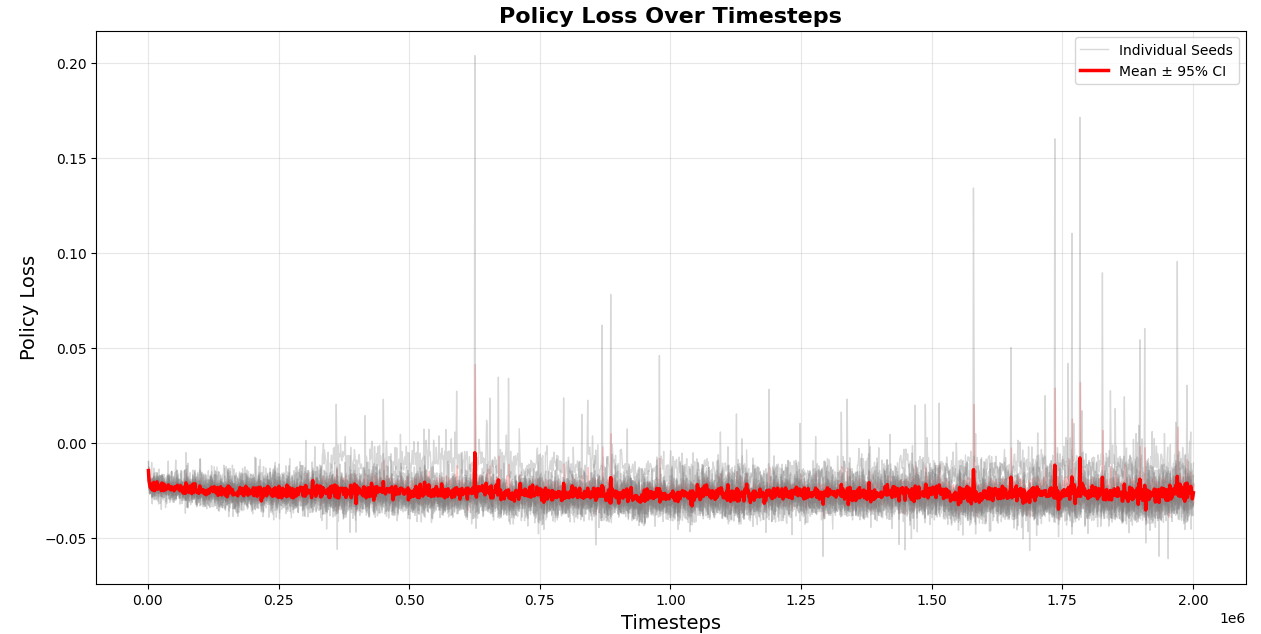 Policy Loss Over Timesteps
Individual Seeds
Mean ± 95% CI
Policy Loss
0.20
0.15
0.10
0.05
0.00
−0.05
0.00 0.25 0.50 0.75 1.00 1.25 1.50 1.75 2.00
1e6
Timesteps